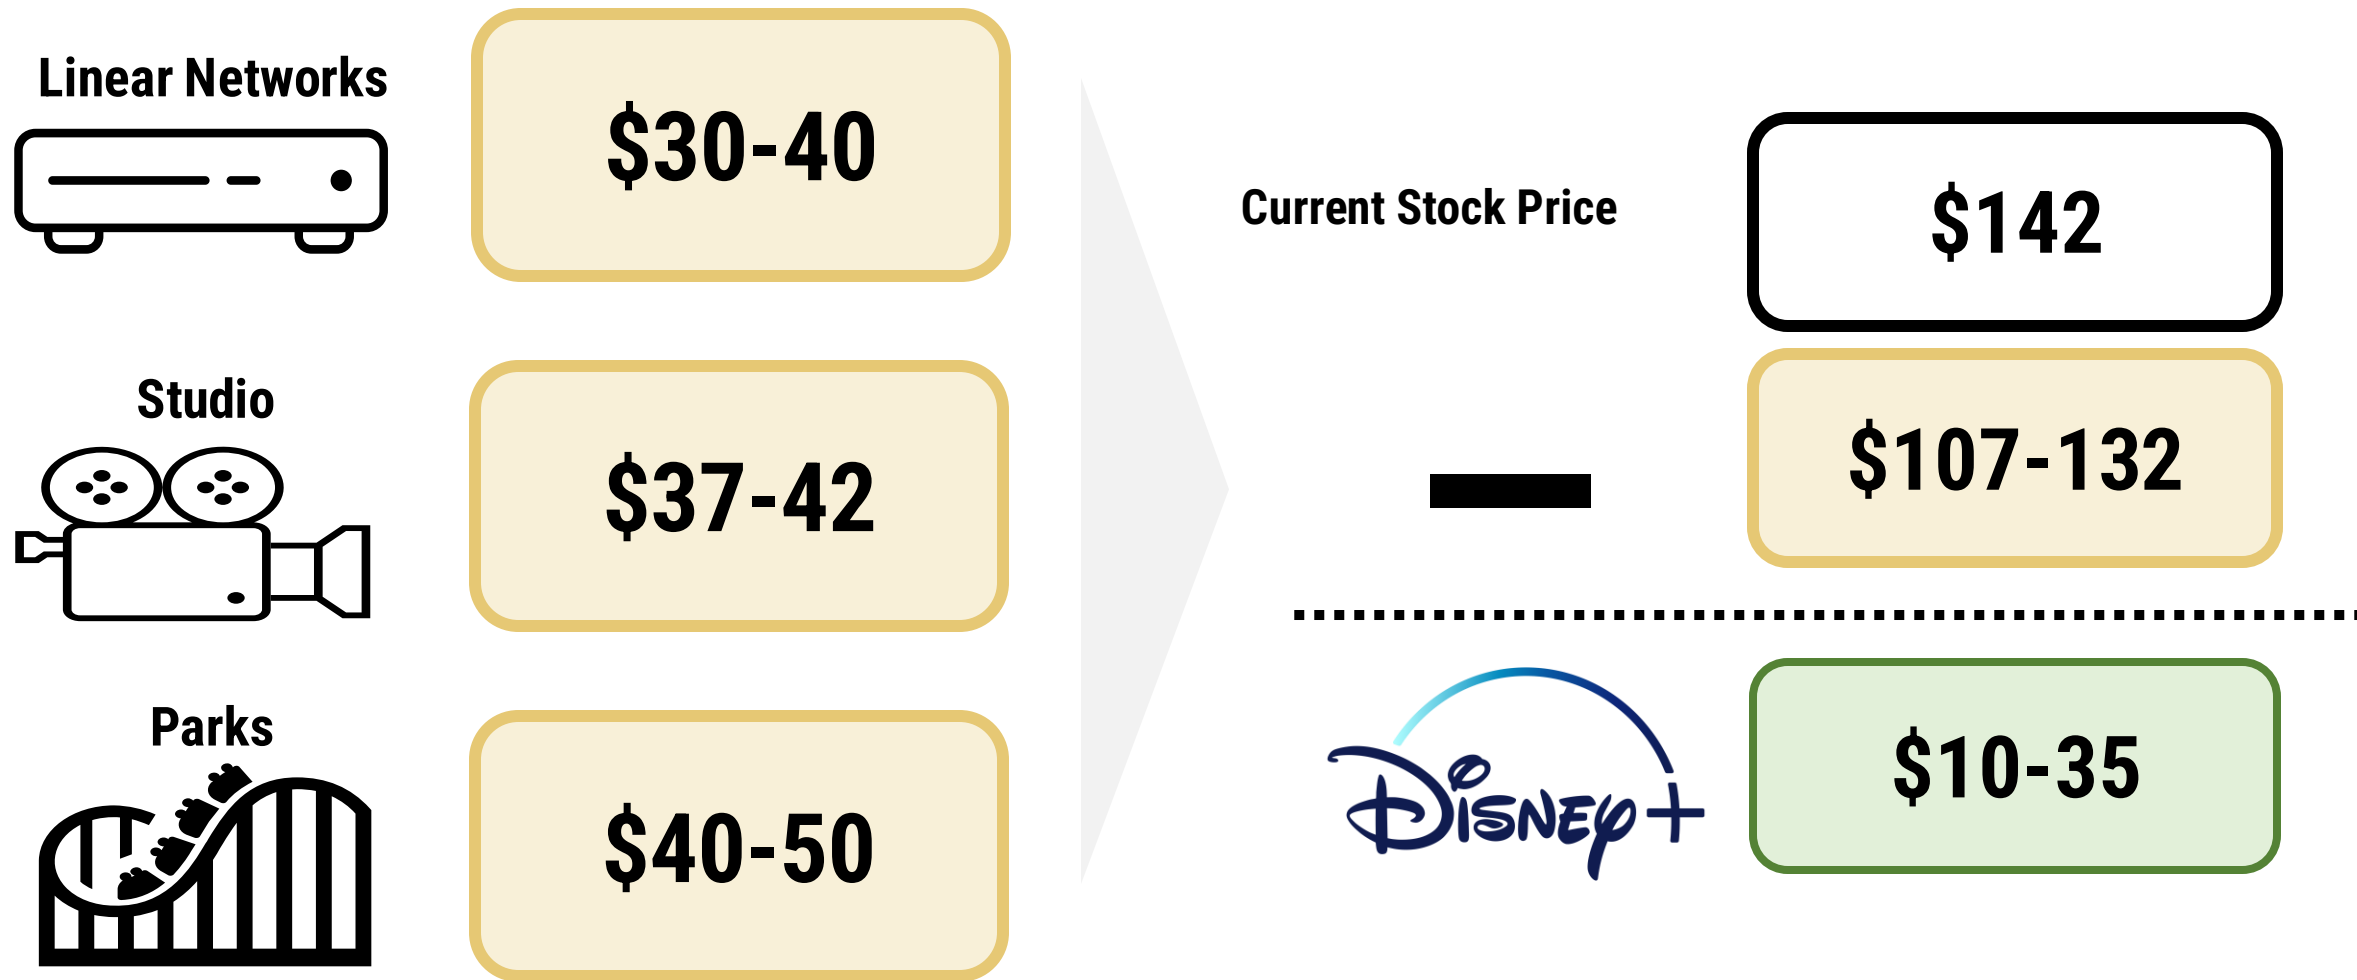 Linear Networks
$30-40
Studio
$37-42
Parks
$40-50
Current Stock Price
$142
$107-132
Disney+
$10-35